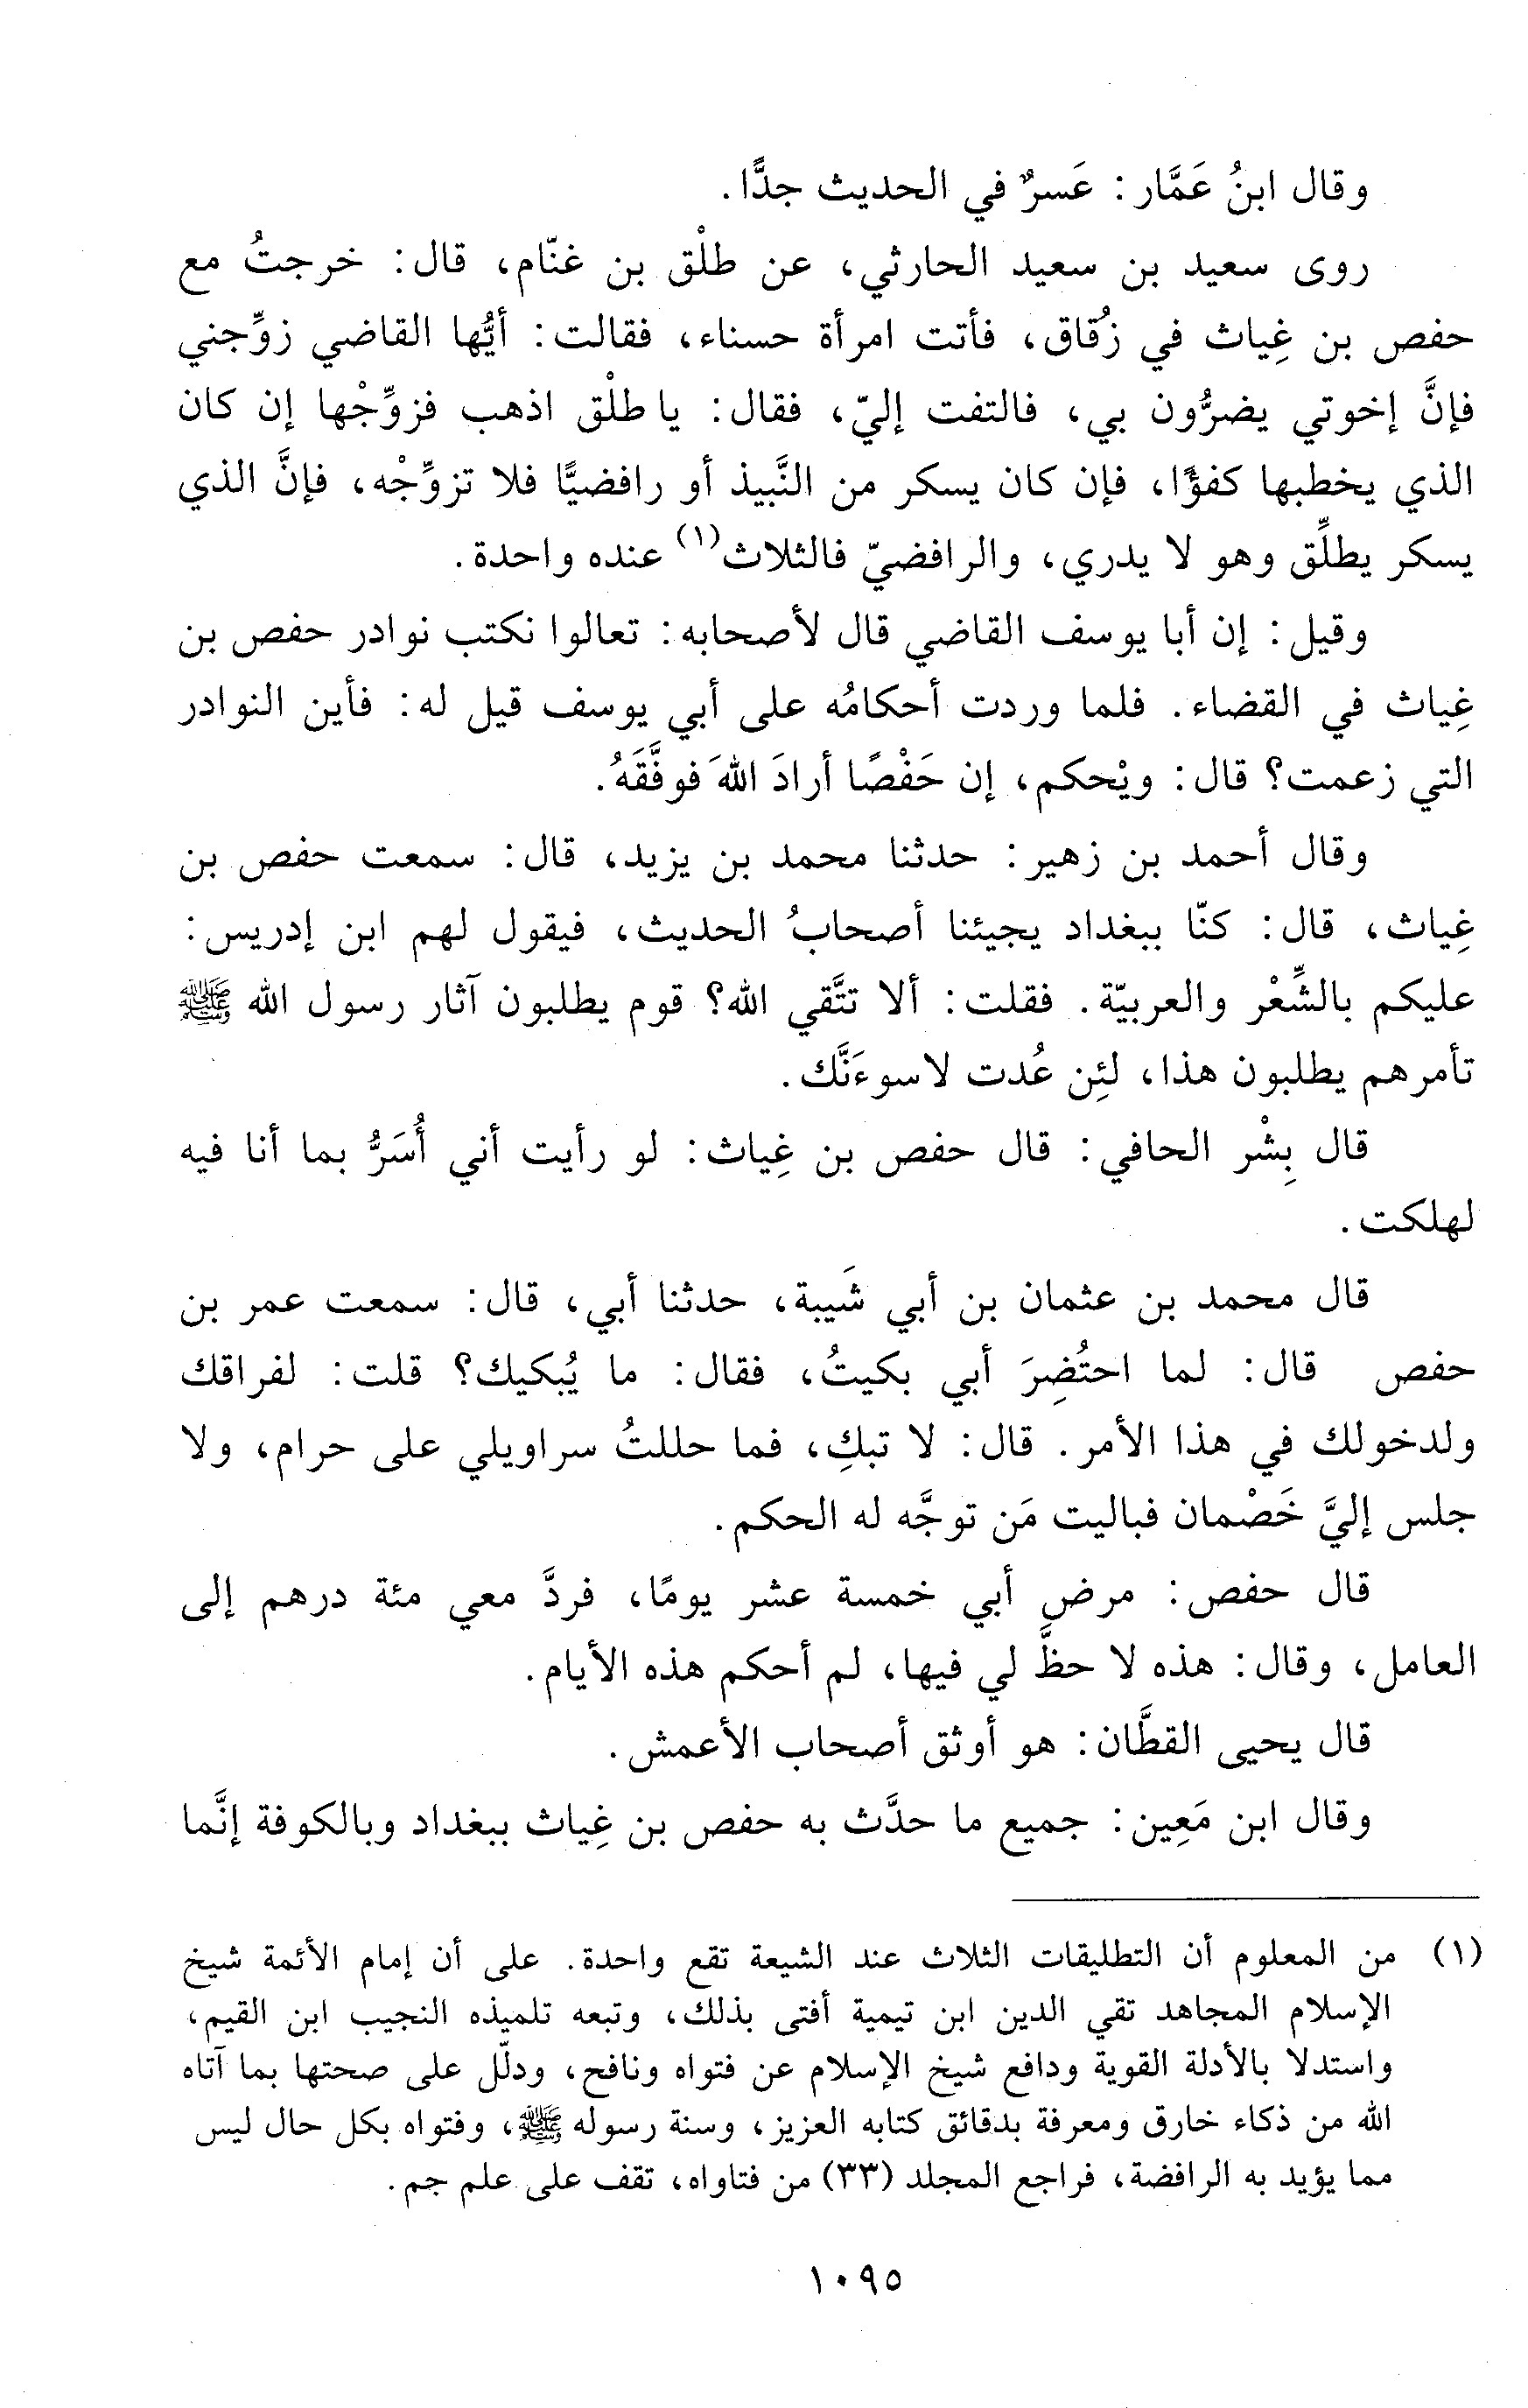 وقال ابنُ عَمَّار: عَسرٌ في الحديث جدًّا.
روى سعيد بن سعيد الحارثي، عن طلْق بن غنّام، قال: خرجتُ مع
حفص بن غِياث في زُقاق، فأتت امرأة حسناء، فقالت: أيُّها القاضي زوِّجني
فإنَّ إخوتي يضرُّون بي، فالتفت إليّ، فقال: يا طلْق اذهب فزوِّجْها إن كان
الذي يخطبها كفؤًا، فإن كان يسكر من النَّبيذ أو رافضيًّا فلا تزوِّجْه، فإنَّ الذي
يسكر يطلِّق وهو لا يدري، والرافضيّ فالثلاث(١) عنده واحدة.
وقيل: إن أبا يوسف القاضي قال لأصحابه: تعالوا نكتب نوادر حفص بن
غِياث في القضاء. فلما وردت أحكامُه على أبي يوسف قيل له: فأين النوادر
التي زعمت؟ قال: ويْحكم، إن حَفْصًا أرادَ اللهَ فوفَّقَهُ.
وقال أحمد بن زهير: حدثنا محمد بن يزيد، قال: سمعت حفص بن
غِياث، قال: كنّا ببغداد يجيئنا أصحابُ الحديث، فيقول لهم ابن إدريس:
عليكم بالشِّعْر والعربيّة. فقلت: ألا تتَّقي الله؟ قوم يطلبون آثار رسول الله ﷺ
تأمرهم يطلبون هذا، لئِن عُدت لاسوءَنَّك.
قال بِشْر الحافي: قال حفص بن غِياث: لو رأيت أني أُسَرُّ بما أنا فيه
لهلكت.
قال محمد بن عثمان بن أبي شَيبة، حدثنا أبي، قال: سمعت عمر بن
حفص قال: لما احتُضِرَ أبي بكيتُ، فقال: ما يُبكيك؟ قلت: لفراقك
ولدخولك في هذا الأمر. قال: لا تبكِ، فما حللتُ سراويلي على حرام، ولا
جلس إليَّ خَصْمان فباليت مَن توجَّه له الحكم.
قال حفص: مرض أبي خمسة عشر يومًا، فردَّ معي مئة درهم إلى
العامل، وقال: هذه لا حظَّ لي فيها، لم أحكم هذه الأيام.
قال يحيى القطَّان: هو أوثق أصحاب الأعمش.
وقال ابن مَعِين: جميع ما حدَّث به حفص بن غِياث ببغداد وبالكوفة إنَّما
(١) من المعلوم أن التطليقات الثلاث عند الشيعة تقع واحدة. على أن إمام الأئمة شيخ
الإسلام المجاهد تقي الدين ابن تيمية أفتى بذلك، وتبعه تلميذه النجيب ابن القيم،
واستدلا بالأدلة القوية ودافع شيخ الإسلام عن فتواه ونافح، ودلّل على صحتها بما آتاه
الله من ذكاء خارق ومعرفة بدقائق كتابه العزيز، وسنة رسوله ﷺ، وفتواه بكل حال ليس
مما يؤيد به الرافضة، فراجع المجلد (٣٣) من فتاواه، تقف على علم جم.
١٠٩٥